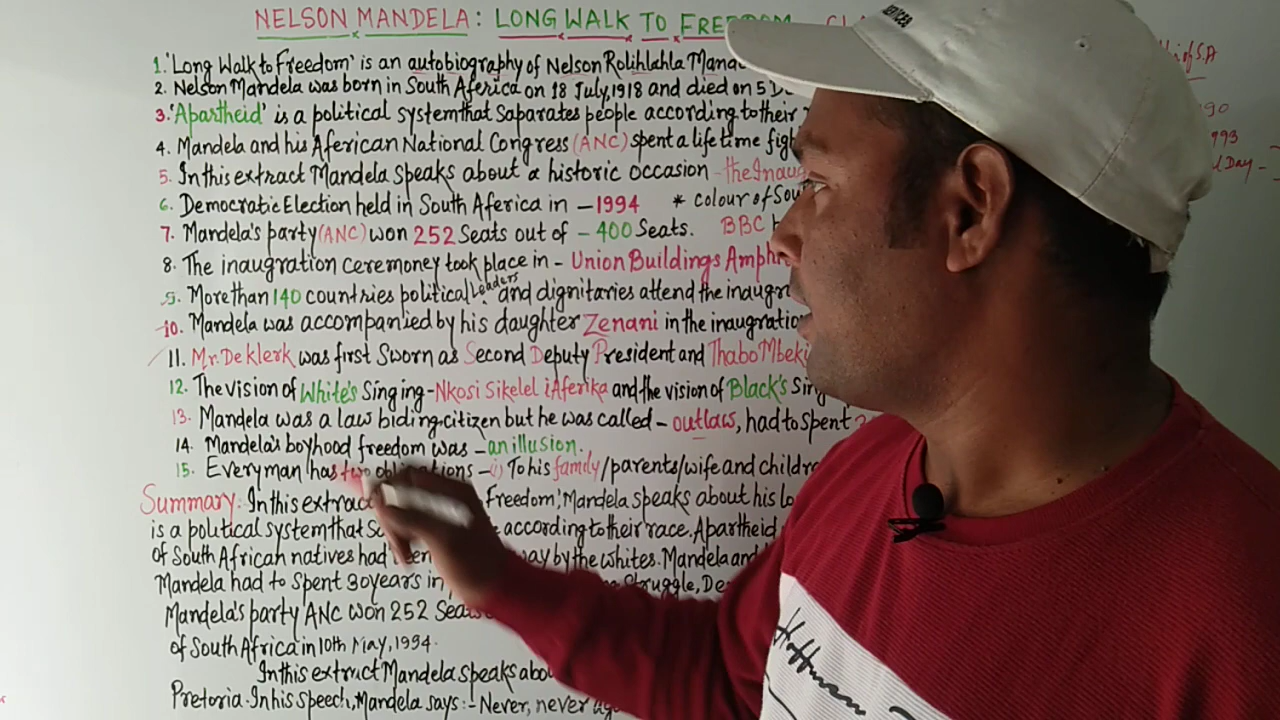 NELSON MANDELA: LONG WALK TO FREEDOM
1. 'Long Walk to Freedom' is an autobiography of Nelson Rolihlahla
2. Nelson Mandela was born in South Aferica on 18 July, 1918 and died on 5
3. 'Apartheid' is a political system that Saparates people according to their
4. Mandela and his Aferican National Congress (ANC) spent a life time
5. In this extract Mandela speaks about a historic occasion - the
6. Democratic Election held in South Aferica in - 1994 * colour of
7. Mandela's party (ANC) won 252 Seats out of - 400 Seats. BBC
8. The inaugration ceremoney took place in - Union Buildings
9. More than 140 countries political Leaders and dignitaries attend the
10. Mandela was accompanied by his daughter Zenani in the
11. Mr. De Klerk was first Sworn as Second Deputy President and Thabo Mbeki
12. The vision of White's Singing - Nkosi Sikelel iAferika and the vision of Black's
13. Mandela was a law biding citizen but he was called - outlaws, had to spent
14. Mandela's boyhood freedom was - an illusion.
15. Every man has two obligations - i) To his family/parents/wife and
Summary: In this extract Freedom', Mandela speaks about his
is a political system that according to their race. Apartheid
of South African natives had by the whites. Mandela and
Mandela had to Spent 30 years in Struggle,
Mandela's party ANC won 252
of South Africa in 10th May, 1994.
In this extract Mandela speaks
Pretoria. In his speech, Mandela says:- Never, never
of S.A
993
Day -
Hoffman